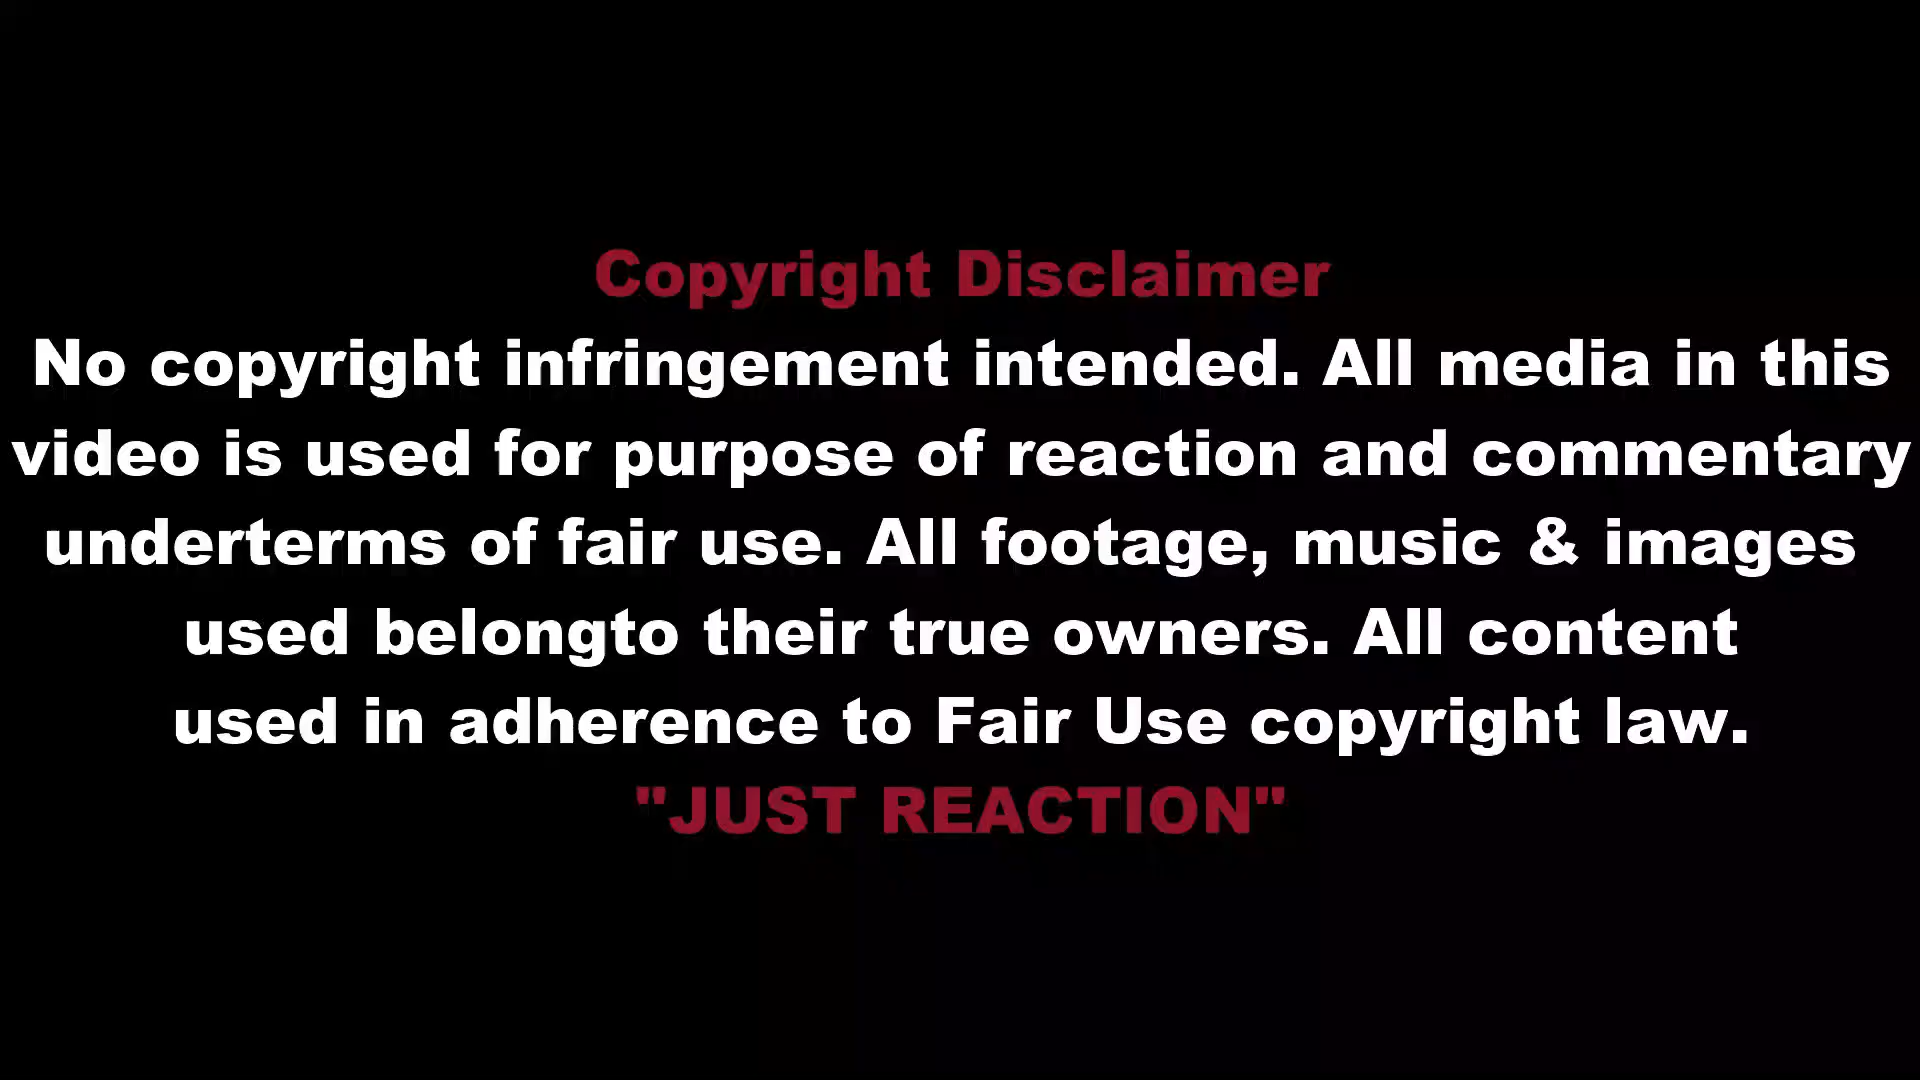 Copyright Disclaimer
No copyright infringement intended. All media in this
video is used for purpose of reaction and commentary
underterms of fair use. All footage, music & images
used belongto their true owners. All content
used in adherence to Fair Use copyright law.
"JUST REACTION"